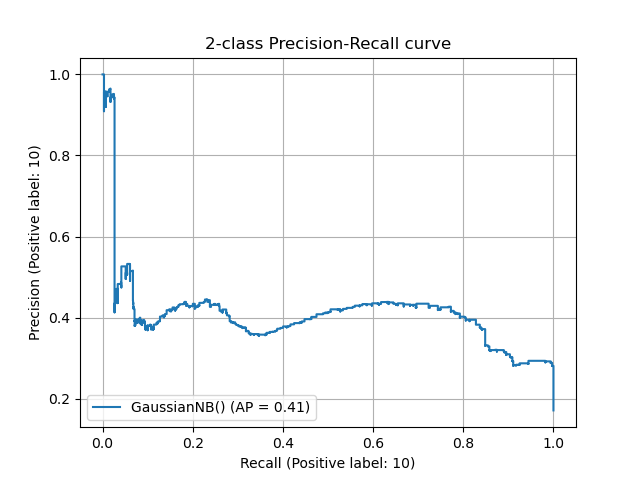 2-class Precision-Recall curve
1.0
0.8
0.6
0.4
0.2
Precision (Positive label: 10)
GaussianNB() (AP = 0.41)
0.0 0.2 0.4 0.6 0.8 1.0
Recall (Positive label: 10)